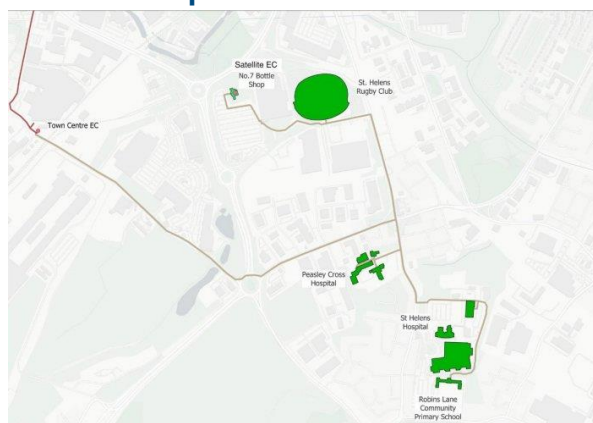 Satellite EC
No.7 Bottle
Shop
St. Helens
Rugby Club
Town Centre EC
Peasley Cross
Hospital
St Helens
Hospital
Robins Lane
Community
Primary School